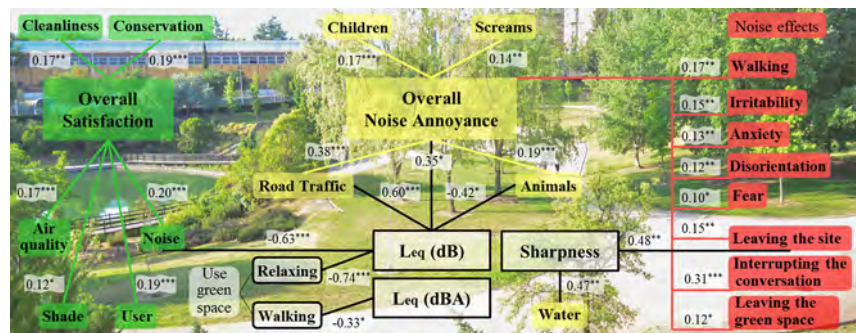 Cleanliness Conservation Children Screams Noise effects
0.17** 0.19*** 0.17*** 0.14** 0.17** Walking
Overall
Satisfaction
Overall
Noise Annoyance
0.15** Irritability
0.13** Anxiety
0.38*** 0.35* 0.19***
0.12** Disorientation
0.17*** 0.20*** Road Traffic 0.60*** -0.42* Animals
0.10* Fear
Air
quality
Noise
-0.63***
Leq (dB)
Sharpness
0.48**
0.15** Leaving the site
Use
green
space
Relaxing
-0.74***
0.31*** Interrupting the
conversation
0.12* 0.19***
Walking
-0.33*
Leq (dBA)
0.47**
0.12* Leaving the
green space
Shade User Water